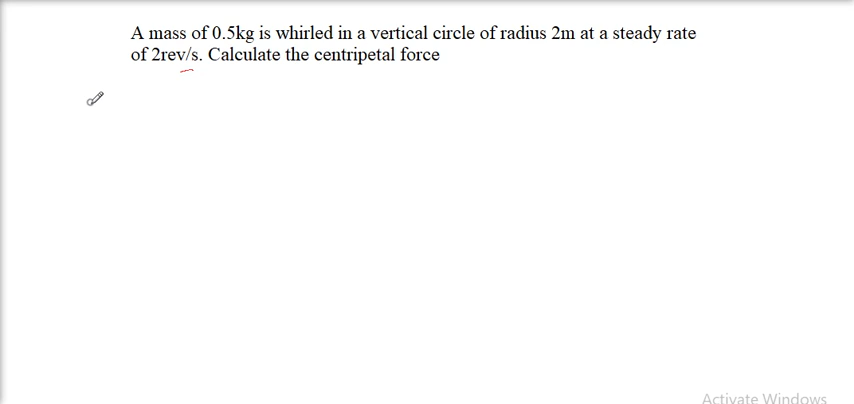 A mass of 0.5kg is whirled in a vertical circle of radius 2m at a steady rate
of 2rev/s. Calculate the centripetal force
Activate Windows